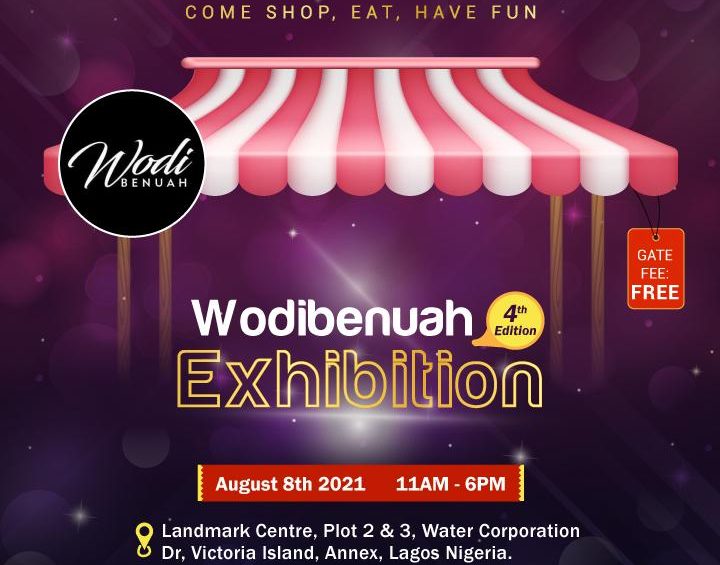 COME SHOP, EAT, HAVE FUN
Wodi
BENUAH
GATE
FEE:
FREE
Wodibenuah
4th
Edition
Exhibition
August 8th 2021 11AM - 6PM
Landmark Centre, Plot 2 & 3, Water Corporation
Dr, Victoria Island, Annex, Lagos Nigeria.